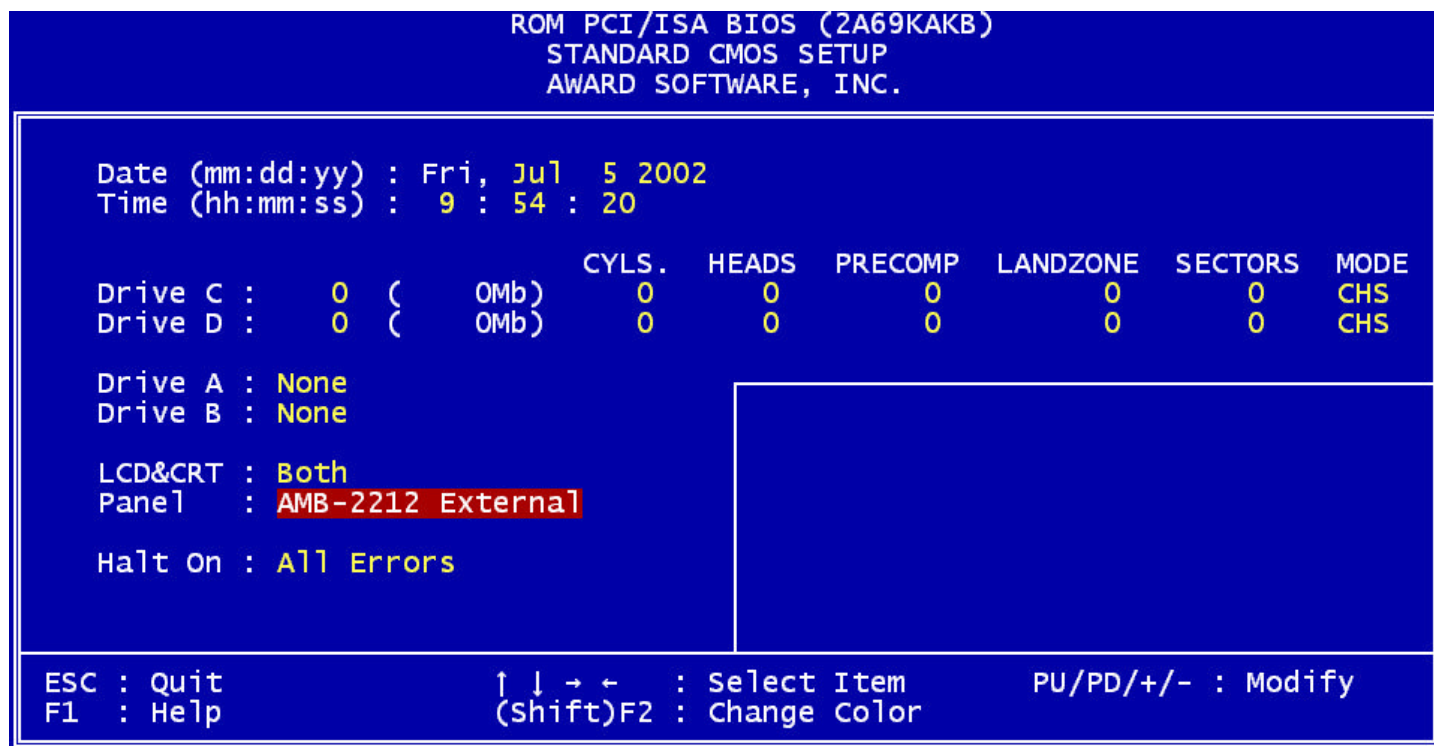 ROM PCI/ISA BIOS (2A69KAKB)
STANDARD CMOS SETUP
AWARD SOFTWARE, INC.
Date (mm:dd:yy) : Fri, Jul 5 2002
Time (hh:mm:ss) : 9 : 54 : 20
CYLS. HEADS PRECOMP LANDZONE SECTORS MODE
Drive C : 0 ( 0Mb) 0 0 0 0 0 CHS
Drive D : 0 ( 0Mb) 0 0 0 0 0 CHS
Drive A : None
Drive B : None
LCD&CRT : Both
Panel : AMB-2212 External
Halt On : All Errors
ESC : Quit ↑ ↓ → ← : Select Item PU/PD/+/- : Modify
F1 : Help (Shift)F2 : Change Color